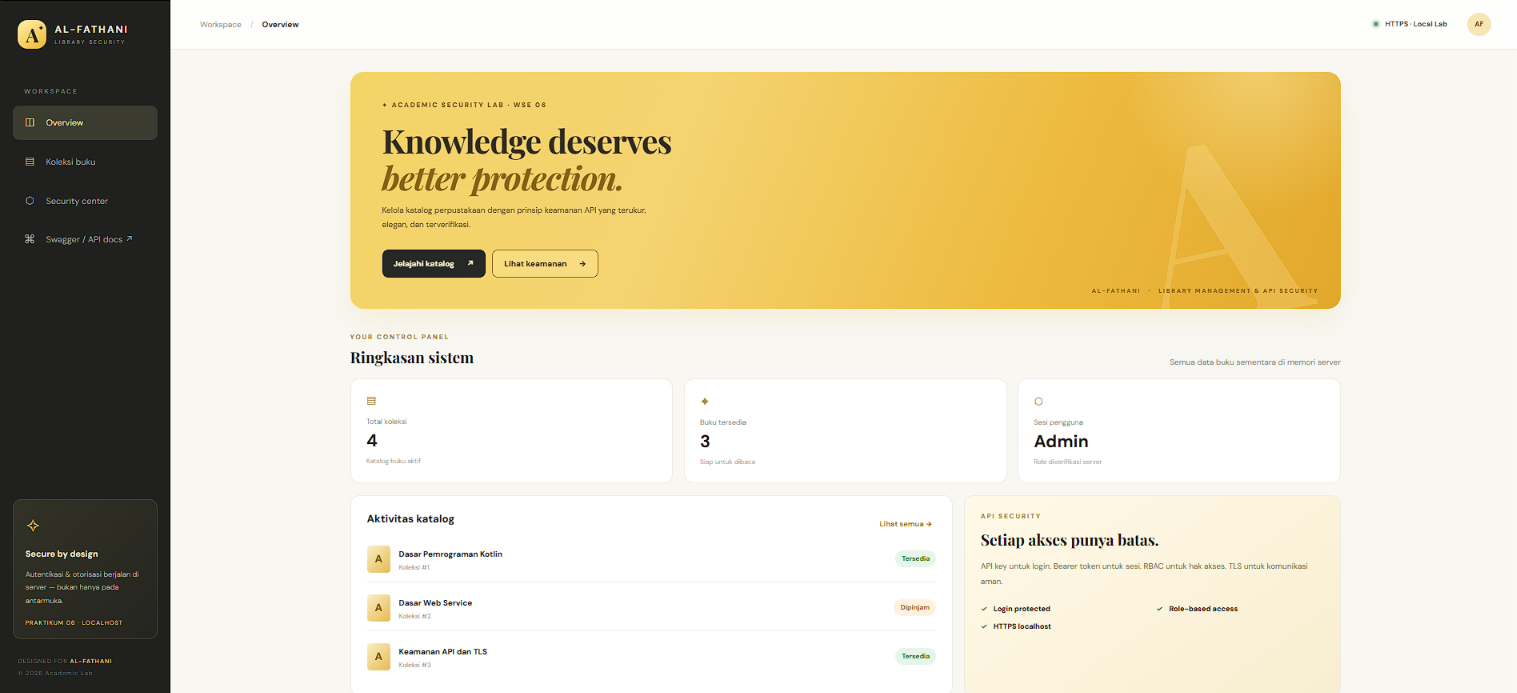 A
AL-FATHANI
LIBRARY SECURITY
WORKSPACE
Overview
Koleksi buku
Security center
Swagger / API docs ↗
Secure by design
Autentikasi & otorisasi berjalan di
server — bukan hanya pada
antarmuka.
PRAKTIKUM 06 · LOCALHOST
DESIGNED FOR AL-FATHANI
© 2026 Academic Lab
Workspace / Overview
HTTPS · Local Lab
AF
✦ ACADEMIC SECURITY LAB · WSE 06
Knowledge deserves
better protection.
Kelola katalog perpustakaan dengan prinsip keamanan API yang terukur,
elegan, dan terverifikasi.
Jelajahi katalog ↗
Lihat keamanan →
A
AL-FATHANI · LIBRARY MANAGEMENT & API SECURITY
YOUR CONTROL PANEL
Ringkasan sistem
Semua data buku sementara di memori server
Total koleksi
4
Katalog buku aktif
Buku tersedia
3
Siap untuk dibaca
Sesi pengguna
Admin
Role diverifikasi server
Aktivitas katalog
Lihat semua →
A
Dasar Pemrograman Kotlin
Koleksi #1
Tersedia
A
Dasar Web Service
Koleksi #2
Dipinjam
A
Keamanan API dan TLS
Koleksi #3
Tersedia
API SECURITY
Setiap akses punya batas.
API key untuk login. Bearer token untuk sesi. RBAC untuk hak akses. TLS untuk komunikasi
aman.
✓ Login protected
✓ Role-based access
✓ HTTPS localhost